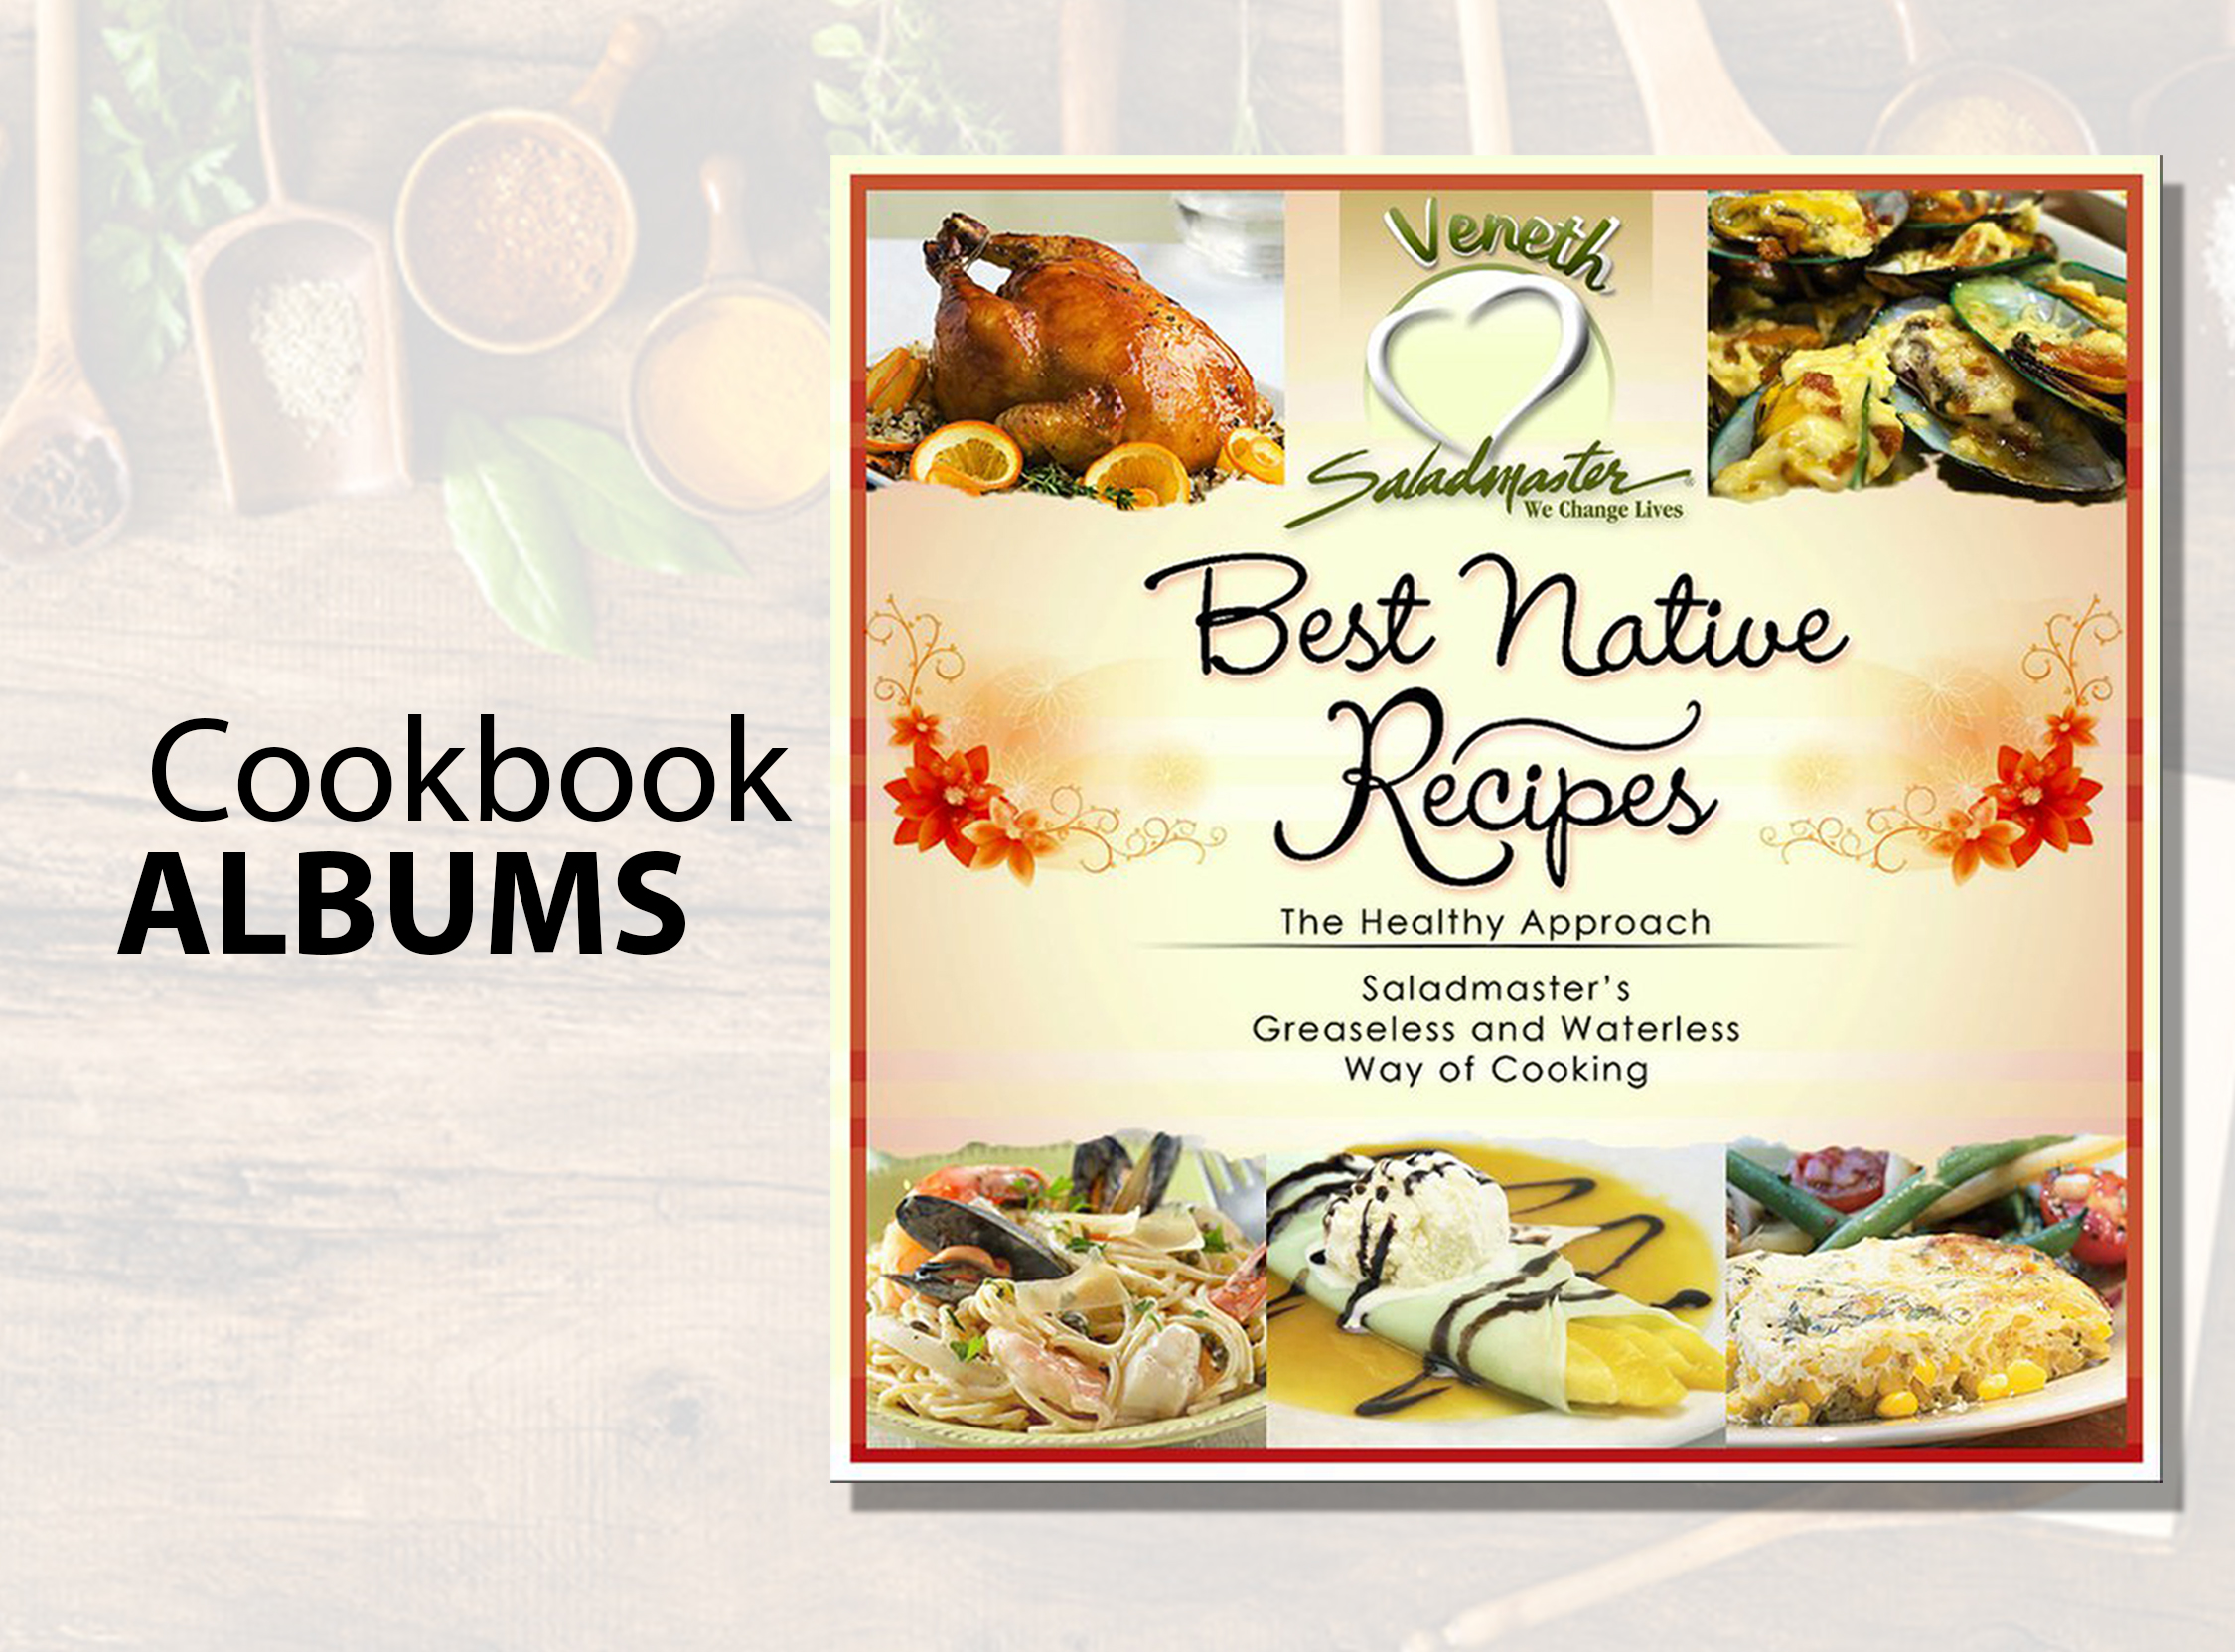 Cookbook
ALBUMS
Veneth
Saladmaster®
We Change Lives
Best Native
Recipes
The Healthy Approach
Saladmaster's
Greaseless and Waterless
Way of Cooking